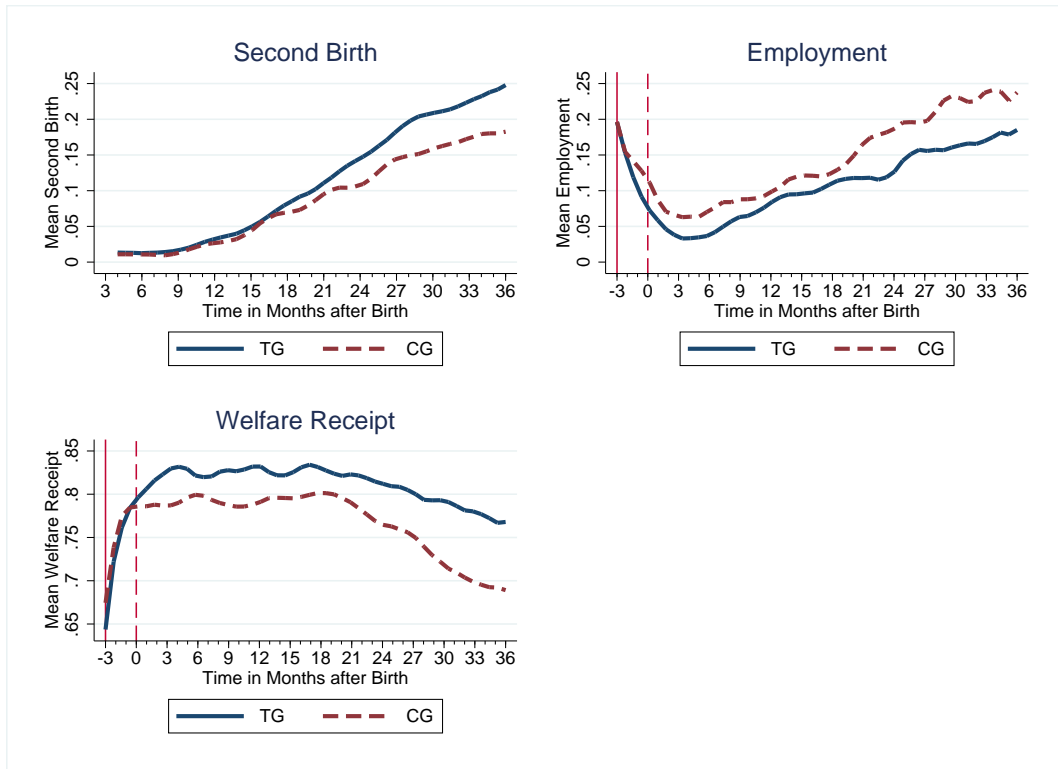 Second Birth
Mean Second Birth
0 .05 .1 .15 .2 .25
3 6 9 12 15 18 21 24 27 30 33 36
Time in Months after Birth
TG CG
Employment
Mean Employment
0 .05 .1 .15 .2 .25
-3 0 3 6 9 12 15 18 21 24 27 30 33 36
Time in Months after Birth
TG CG
Welfare Receipt
Mean Welfare Receipt
.65 .7 .75 .8 .85
-3 0 3 6 9 12 15 18 21 24 27 30 33 36
Time in Months after Birth
TG CG